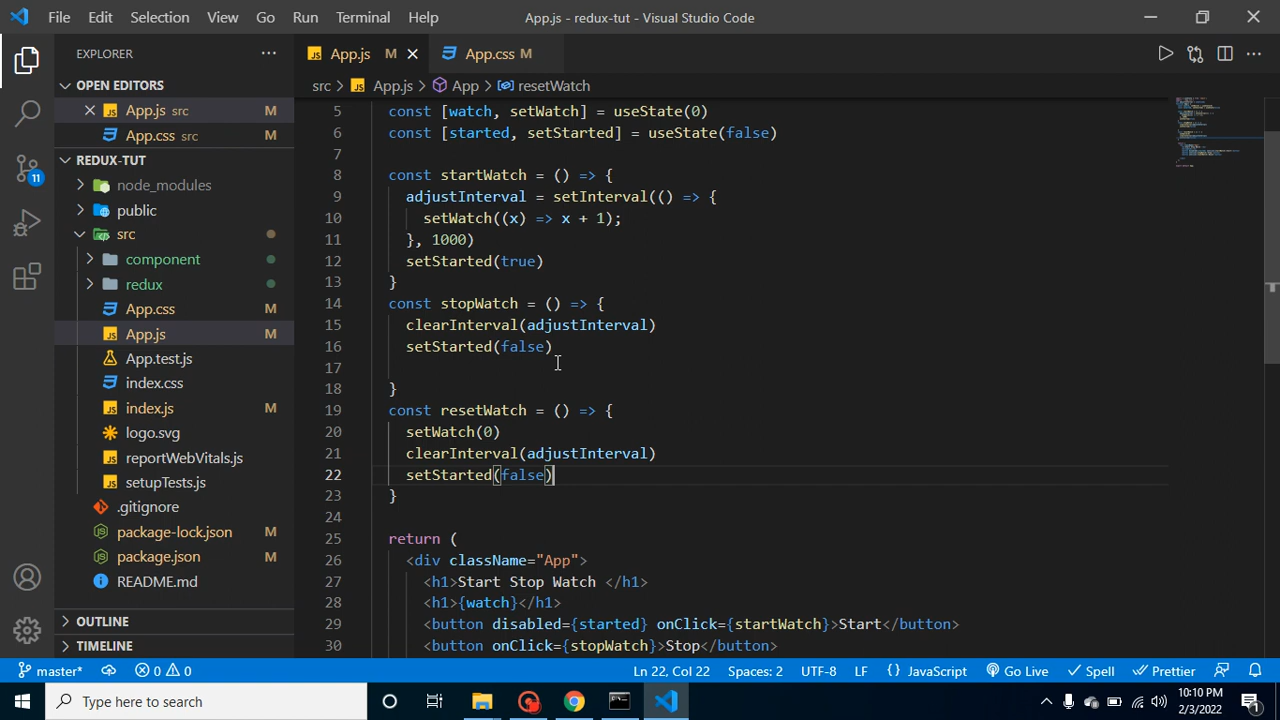 File Edit Selection View Go Run Terminal Help App.js - redux-tut - Visual Studio Code
EXPLORER
OPEN EDITORS
App.js src M
App.css src M
REDUX-TUT
node_modules
public
src
component
redux
App.css M
App.js M
App.test.js
index.css
index.js M
logo.svg
reportWebVitals.js
setupTests.js
.gitignore
package-lock.json M
package.json M
README.md
OUTLINE
TIMELINE
11
App.js M App.css M
src > App.js > App > resetWatch
5 const [watch, setWatch] = useState(0)
6 const [started, setStarted] = useState(false)
7
8 const startWatch = () => {
9 adjustInterval = setInterval(() => {
10 setWatch((x) => x + 1);
11 }, 1000)
12 setStarted(true)
13 }
14 const stopWatch = () => {
15 clearInterval(adjustInterval)
16 setStarted(false)
17
18 }
19 const resetWatch = () => {
20 setWatch(0)
21 clearInterval(adjustInterval)
22 setStarted(false)
23 }
24
25 return (
26 <div className="App">
27 <h1>Start Stop Watch </h1>
28 <h1>{watch}</h1>
29 <button disabled={started} onClick={startWatch}>Start</button>
30 <button onClick={stopWatch}>Stop</button>
master* 0 0 Ln 22, Col 22 Spaces: 2 UTF-8 LF {} JavaScript Go Live Spell Prettier
Type here to search
10:10 PM
2/3/2022
1